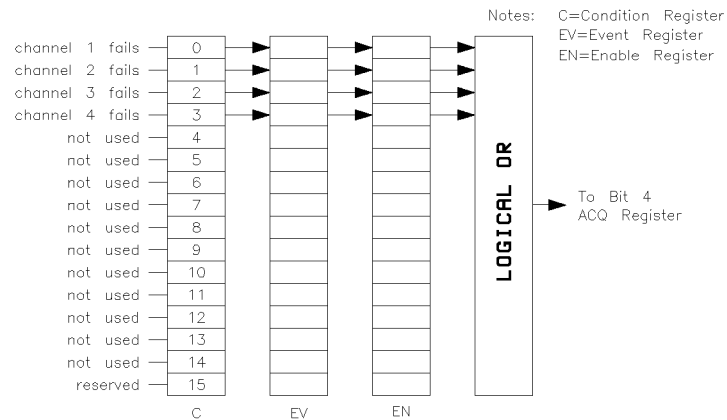 Notes: C=Condition Register
EV=Event Register
EN=Enable Register
channel 1 fails 0
channel 2 fails 1
channel 3 fails 2
channel 4 fails 3
not used 4
not used 5
not used 6
not used 7
not used 8
not used 9
not used 10
not used 11
not used 12
not used 13
not used 14
reserved 15
C EV EN
LOGICAL OR
To Bit 4
ACQ Register